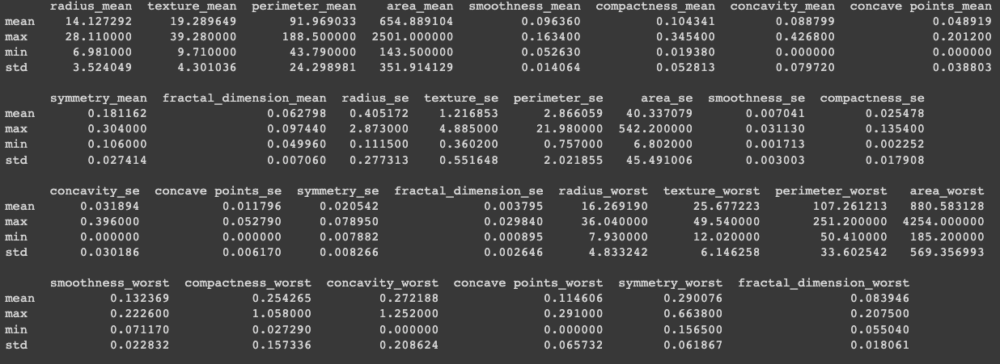 radius_mean texture_mean perimeter_mean area_mean smoothness_mean compactness_mean concavity_mean concave points_mean
mean 14.127292 19.289649 91.969033 654.889104 0.096360 0.104341 0.088799 0.048919
max 28.110000 39.280000 188.500000 2501.000000 0.163400 0.345400 0.426800 0.201200
min 6.981000 9.710000 43.790000 143.500000 0.052630 0.019380 0.000000 0.000000
std 3.524049 4.301036 24.298981 351.914129 0.014064 0.052813 0.079720 0.038803
symmetry_mean fractal_dimension_mean radius_se texture_se perimeter_se area_se smoothness_se compactness_se
mean 0.181162 0.062798 0.405172 1.216853 2.866059 40.337079 0.007041 0.025478
max 0.304000 0.097440 2.873000 4.885000 21.980000 542.200000 0.031130 0.135400
min 0.106000 0.049960 0.111500 0.360200 0.757000 6.802000 0.001713 0.002252
std 0.027414 0.007060 0.277313 0.551648 2.021855 45.491006 0.003003 0.017908
concavity_se concave points_se symmetry_se fractal_dimension_se radius_worst texture_worst perimeter_worst area_worst
mean 0.031894 0.011796 0.020542 0.003795 16.269190 25.677223 107.261213 880.583128
max 0.396000 0.052790 0.078950 0.029840 36.040000 49.540000 251.200000 4254.000000
min 0.000000 0.000000 0.007882 0.000895 7.930000 12.020000 50.410000 185.200000
std 0.030186 0.006170 0.008266 0.002646 4.833242 6.146258 33.602542 569.356993
smoothness_worst compactness_worst concavity_worst concave points_worst symmetry_worst fractal_dimension_worst
mean 0.132369 0.254265 0.272188 0.114606 0.290076 0.083946
max 0.222600 1.058000 1.252000 0.291000 0.663800 0.207500
min 0.071170 0.027290 0.000000 0.000000 0.156500 0.055040
std 0.022832 0.157336 0.208624 0.065732 0.061867 0.018061